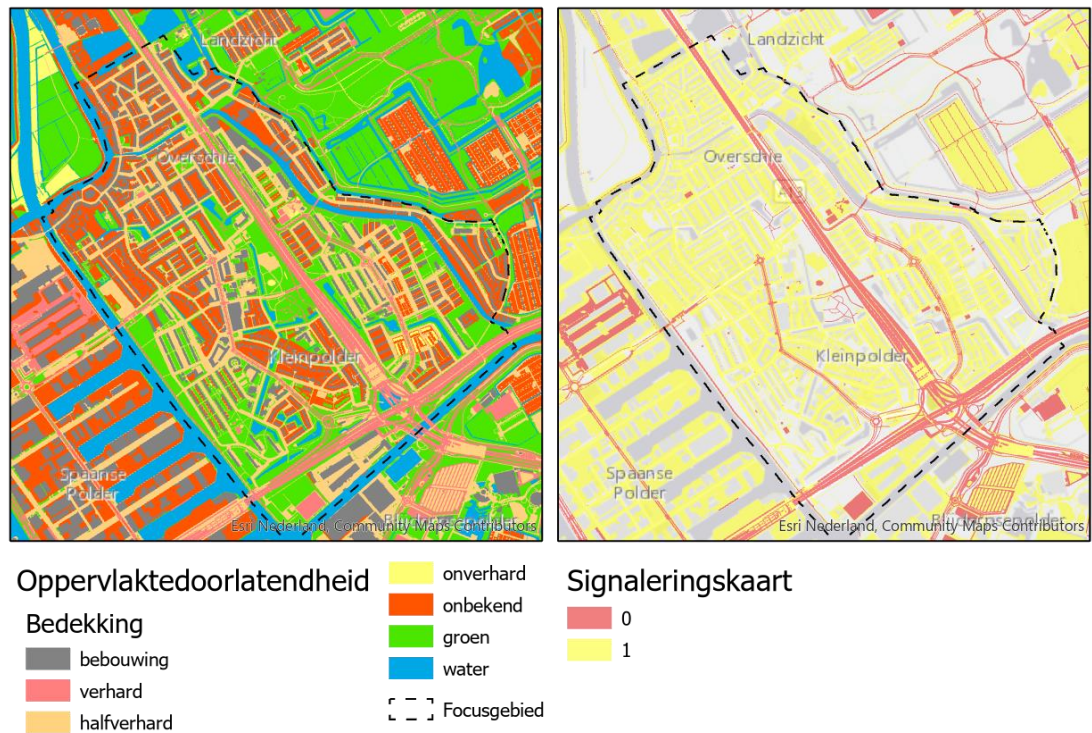 Landzicht
Overschie
Kleinpolder
Spaanse
Polder
Esri Nederland, Community Maps Contributors
Landzicht
Overschie
A13
Kleinpolder
Spaanse
Polder
Esri Nederland, Community Maps Contributors
Oppervlaktedoorlatendheid
Bedekking
bebouwing
verhard
halfverhard
onverhard
onbekend
groen
water
Focusgebied
Signaleringskaart
0
1